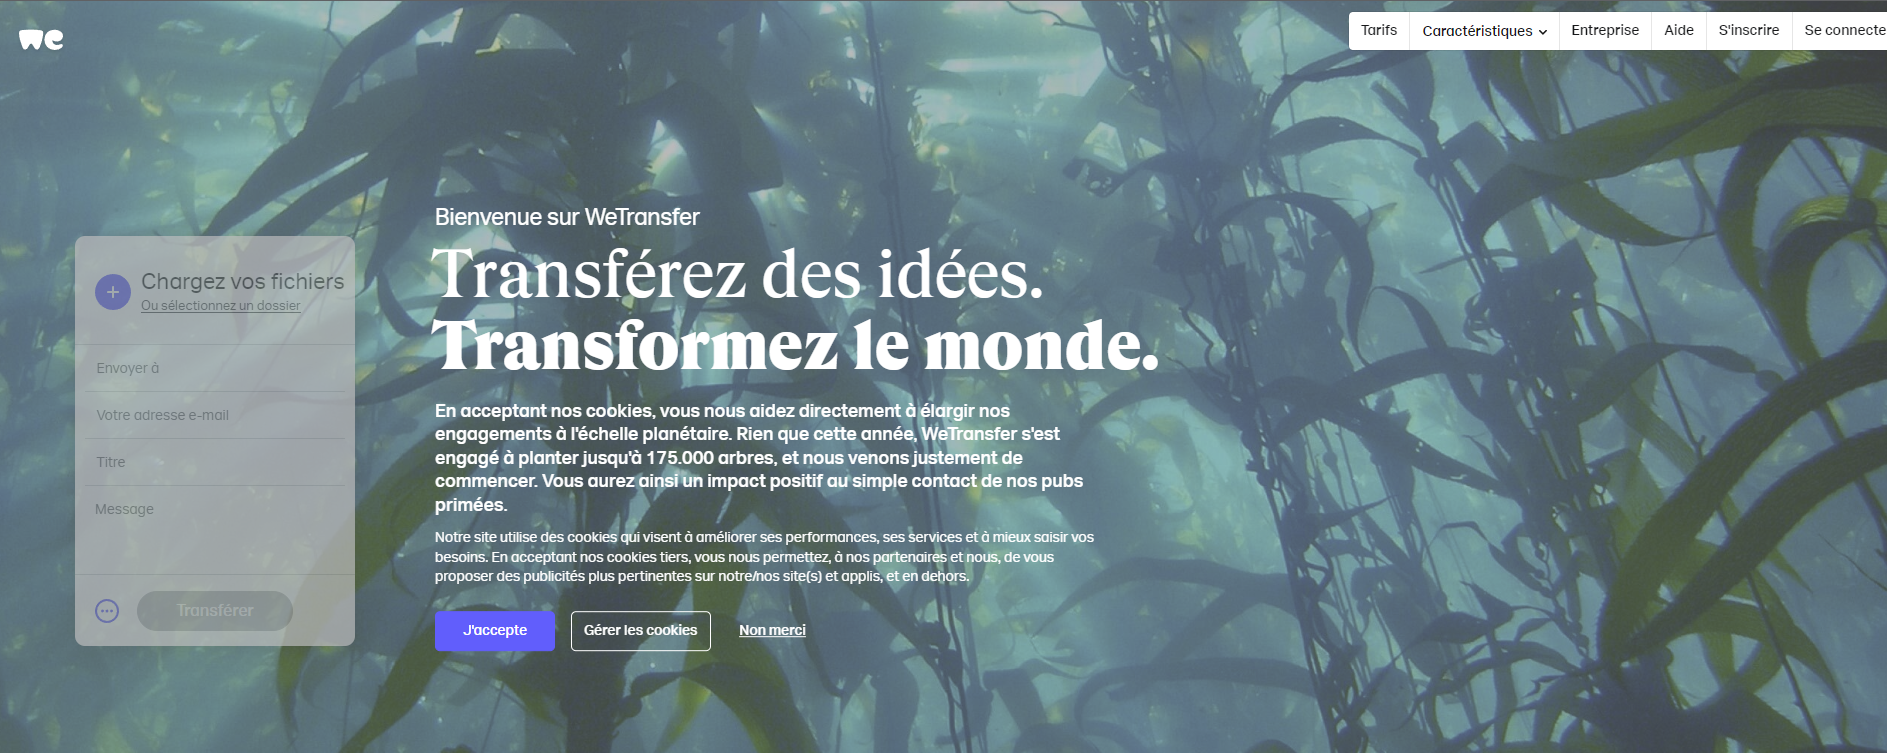 we
Tarifs
Caractéristiques
Entreprise
Aide
S'inscrire
Se connecte
Chargez vos fichiers
Ou sélectionnez un dossier
Envoyer à
Votre adresse e-mail
Titre
Message
Transférer
Bienvenue sur WeTransfer
Transférez des idées.
Transformez le monde.
En acceptant nos cookies, vous nous aidez directement à élargir nos
engagements à l'échelle planétaire. Rien que cette année, WeTransfer s'est
engagé à planter jusqu'à 175.000 arbres, et nous venons justement de
commencer. Vous aurez ainsi un impact positif au simple contact de nos pubs
primées.
Notre site utilise des cookies qui visent à améliorer ses performances, ses services et à mieux saisir vos
besoins. En acceptant nos cookies tiers, vous nous permettez, à nos partenaires et nous, de vous
proposer des publicités plus pertinentes sur notre/nos site(s) et applis, et en dehors.
J'accepte
Gérer les cookies
Non merci